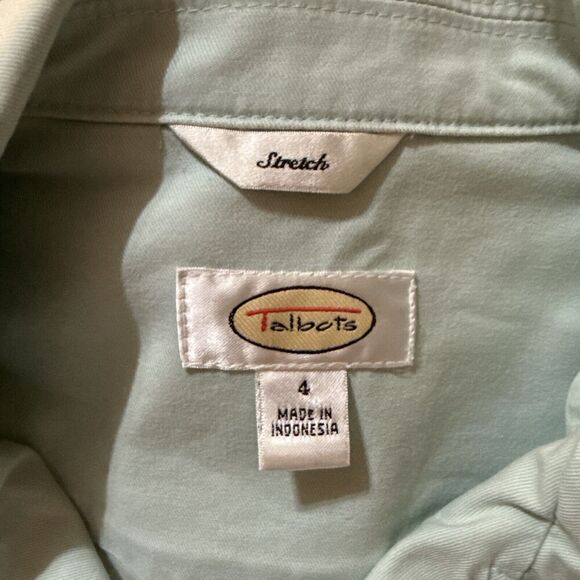 Stretch
Talbots
4
MADE IN
INDONESIA